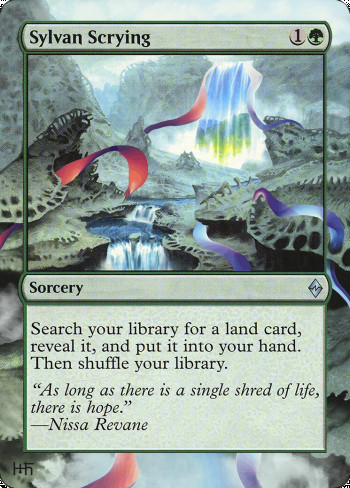 Sylvan Scrying
1
Sorcery
Search your library for a land card,
reveal it, and put it into your hand.
Then shuffle your library.
“As long as there is a single shred of life,
there is hope.”
—Nissa Revane